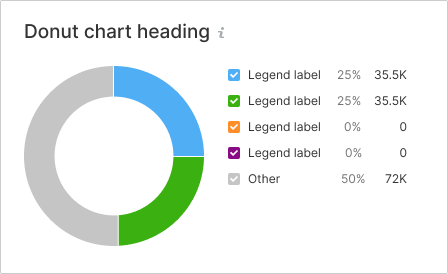 Donut chart heading i
Legend label 25% 35.5K
Legend label 25% 35.5K
Legend label 0% 0
Legend label 0% 0
Other 50% 72K